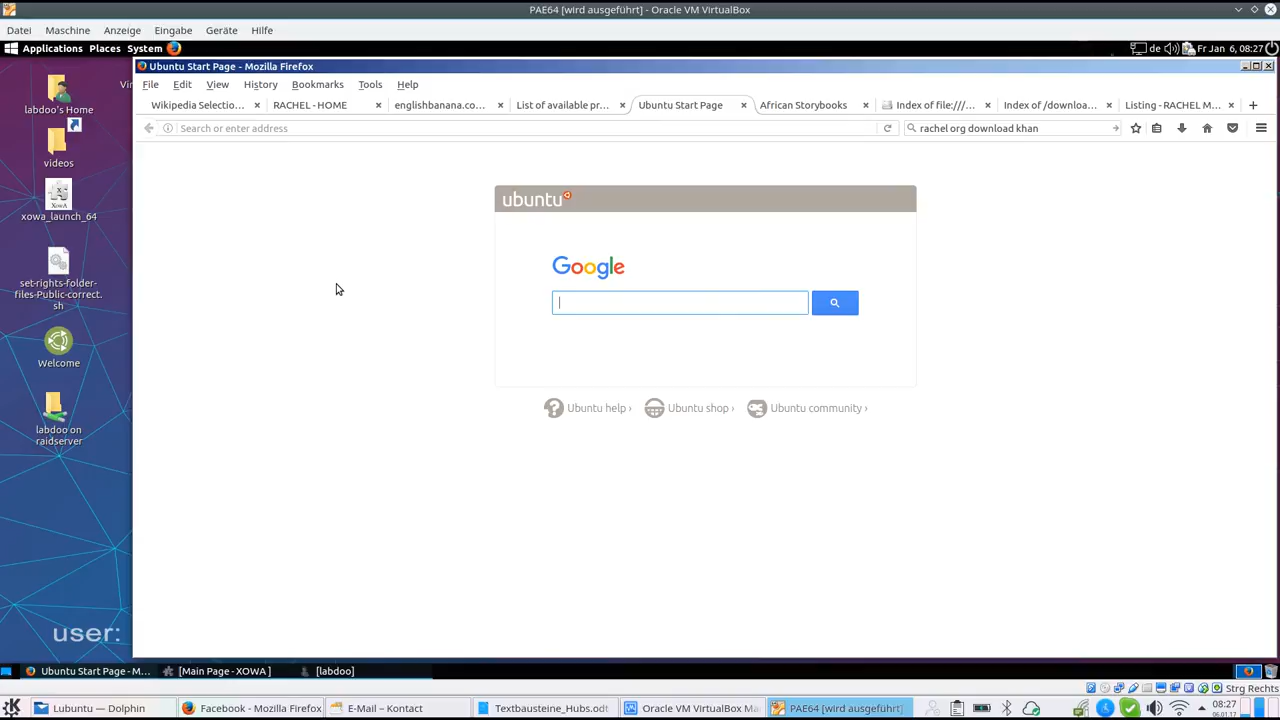 PAE64 [wird ausgeführt] - Oracle VM VirtualBox
Datei Maschine Anzeige Eingabe Geräte Hilfe
Applications Places System de Fr Jan 6, 08:27
Ubuntu Start Page - Mozilla Firefox
File Edit View History Bookmarks Tools Help
Wikipedia Selectio... RACHEL - HOME englishbanana.co... List of available pr... Ubuntu Start Page African Storybooks Index of file:///... Index of /downloa... Listing - RACHEL M...
Search or enter address rachel org download khan
labdoo's Home
videos
XOWA
xowa_launch_64
set-rights-folder-
files-Public-correct.
sh
Welcome
labdoo on
raidserver
ubuntu
Google
Ubuntu help › Ubuntu shop › Ubuntu community ›
user:
Ubuntu Start Page - M... [Main Page - XOWA ] [labdoo]
Strg Rechts
Lubuntu — Dolphin Facebook - Mozilla Firefox E-Mail – Kontact Textbausteine_Hubs.odt Oracle VM VirtualBox Ma PAE64 [wird ausgeführt] 08:27
06.01.17